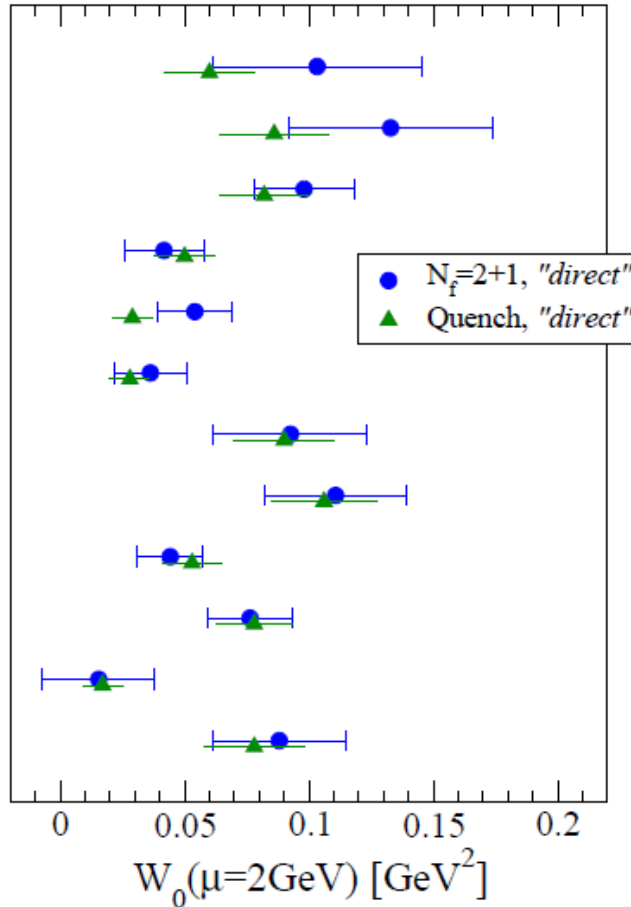 N_f=2+1, "direct"
Quench, "direct"
0 0.05 0.1 0.15 0.2
W_0(μ=2GeV) [GeV^2]